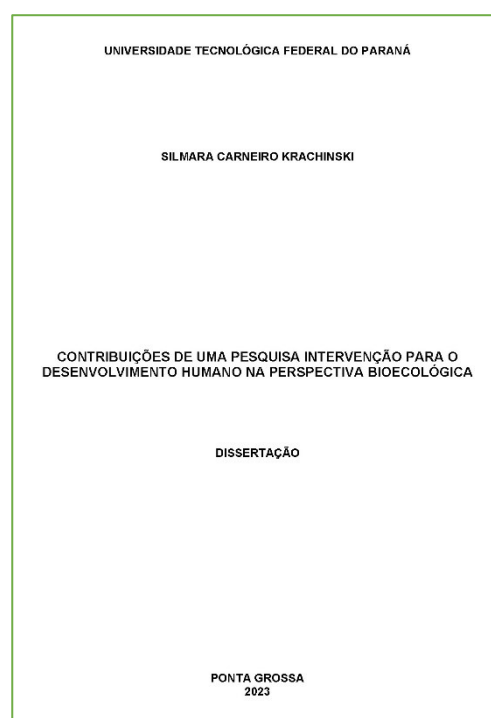 UNIVERSIDADE TECNOLÓGICA FEDERAL DO PARANÁ
SILMARA CARNEIRO KRACHINSKI
CONTRIBUIÇÕES DE UMA PESQUISA INTERVENÇÃO PARA O
DESENVOLVIMENTO HUMANO NA PERSPECTIVA BIOECOLÓGICA
DISSERTAÇÃO
PONTA GROSSA
2023